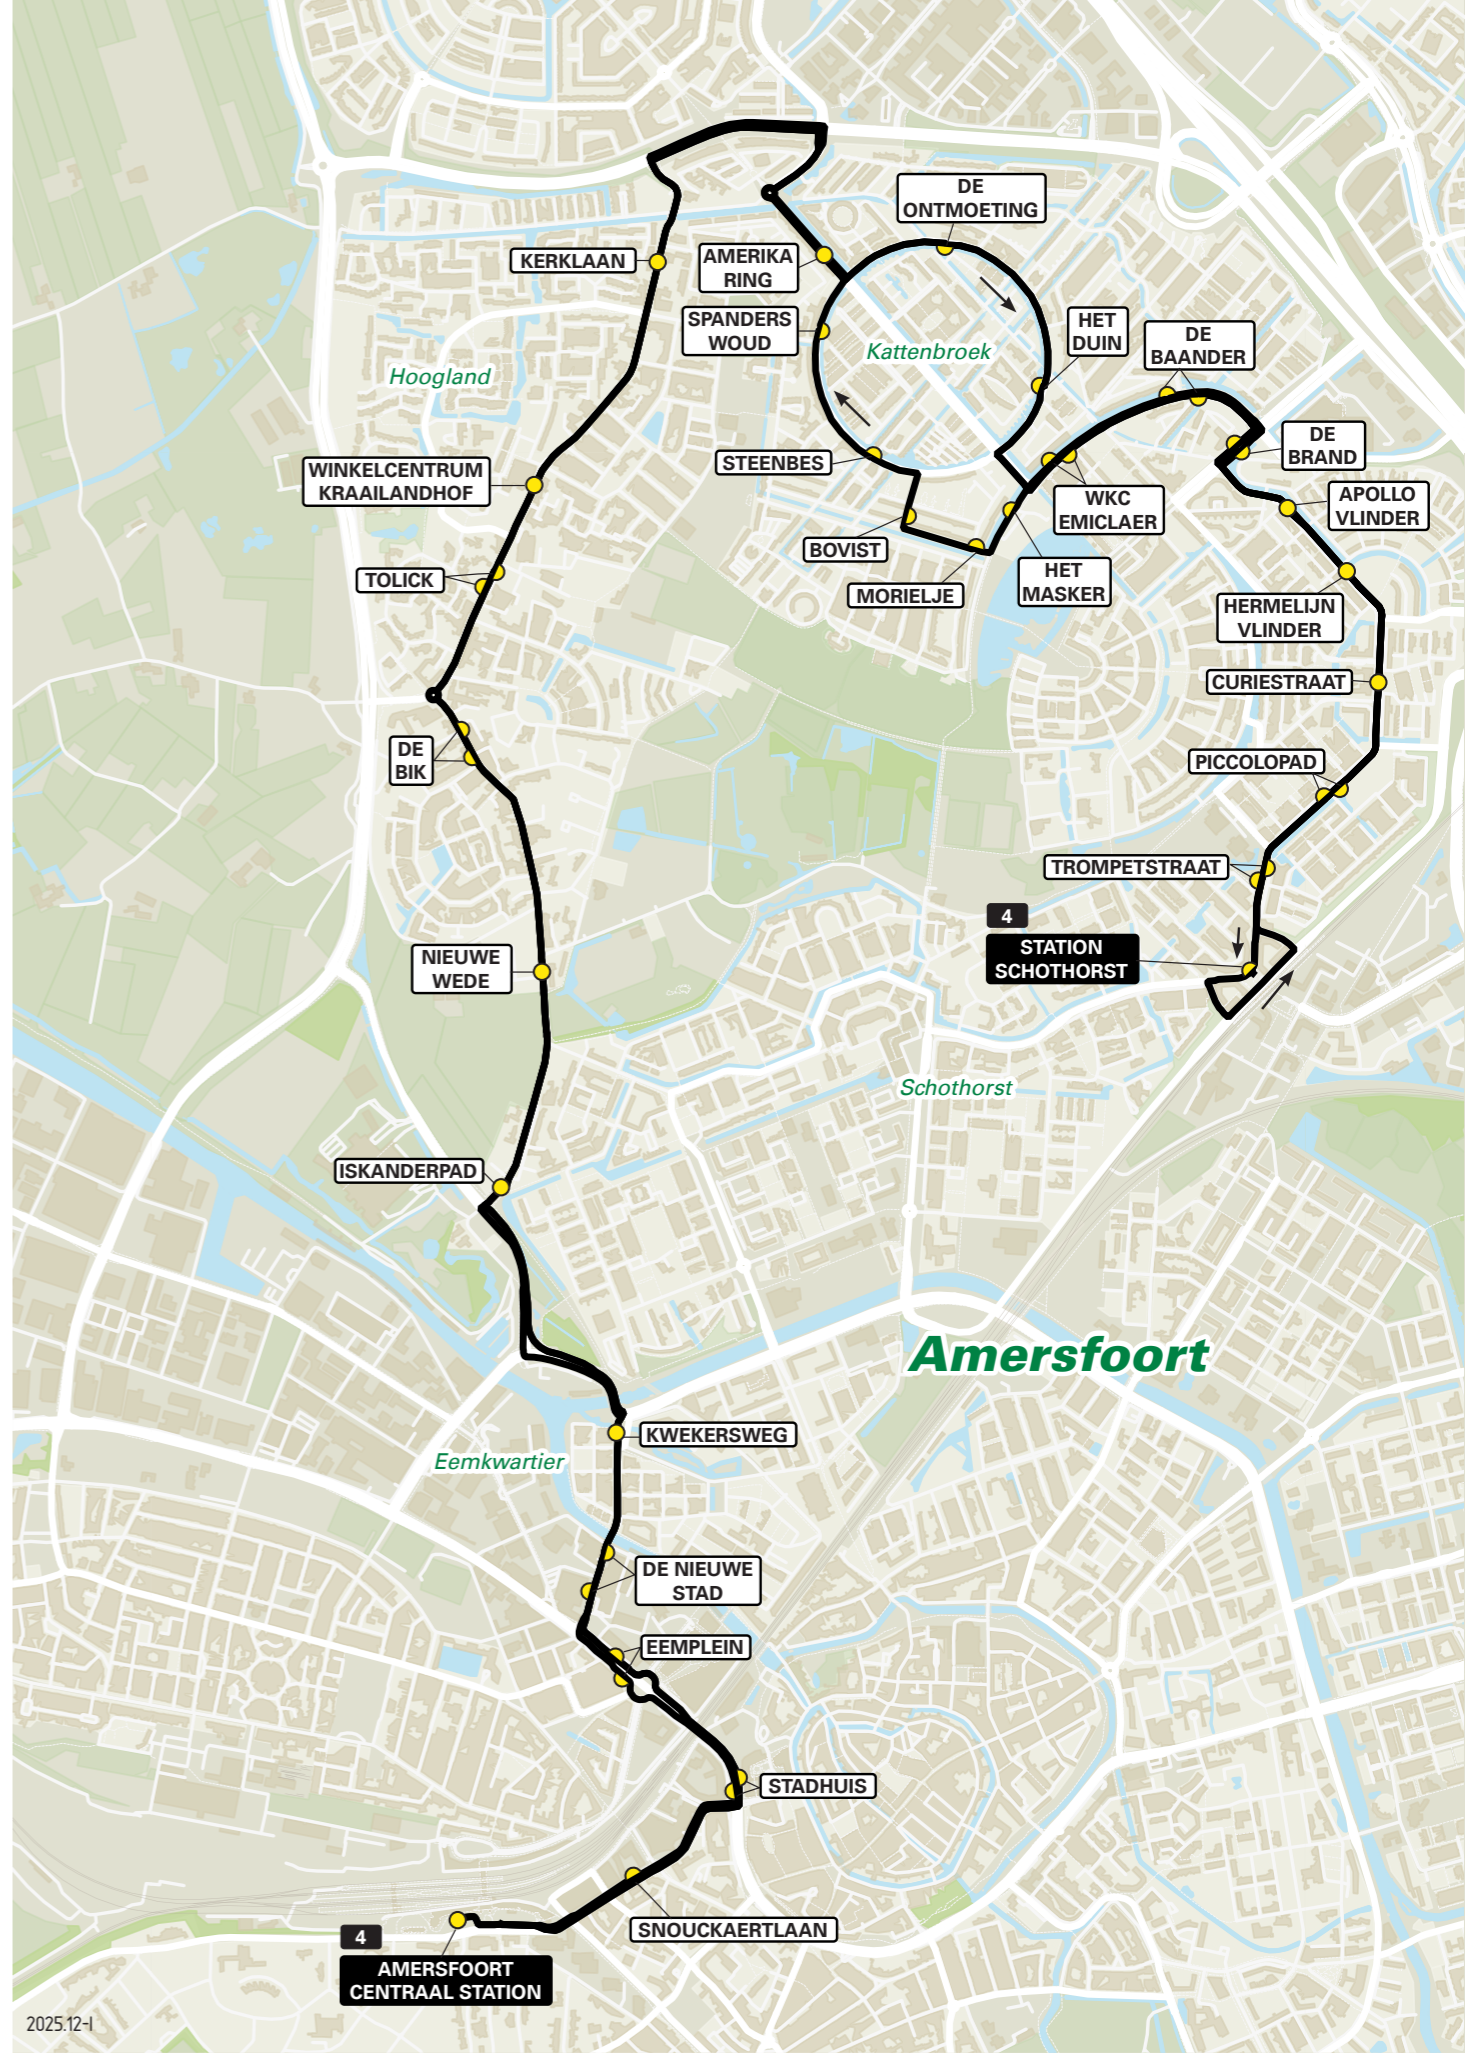 DE
ONTMOETING
KERKLAAN
AMERIKA
RING
SPANDERS
WOUD
HET
DUIN
DE
BAANDER
Kattenbroek
Hoogland
DE
BRAND
STEENBES
WINKELCENTRUM
KRAAILANDHOF
APOLLO
VLINDER
WKC
EMICLAER
BOVIST
TOLICK
HET
MASKER
MORIELJE
HERMELIJN
VLINDER
CURIESTRAAT
DE
BIK
PICCOLOPAD
TROMPETSTRAAT
4
STATION
SCHOTHORST
NIEUWE
WEDE
Schothorst
ISKANDERPAD
Amersfoort
KWEKERSWEG
Eemkwartier
DE NIEUWE
STAD
EEMPLEIN
STADHUIS
SNOUCKAERTLAAN
4
AMERSFOORT
CENTRAAL STATION
2025.12-I